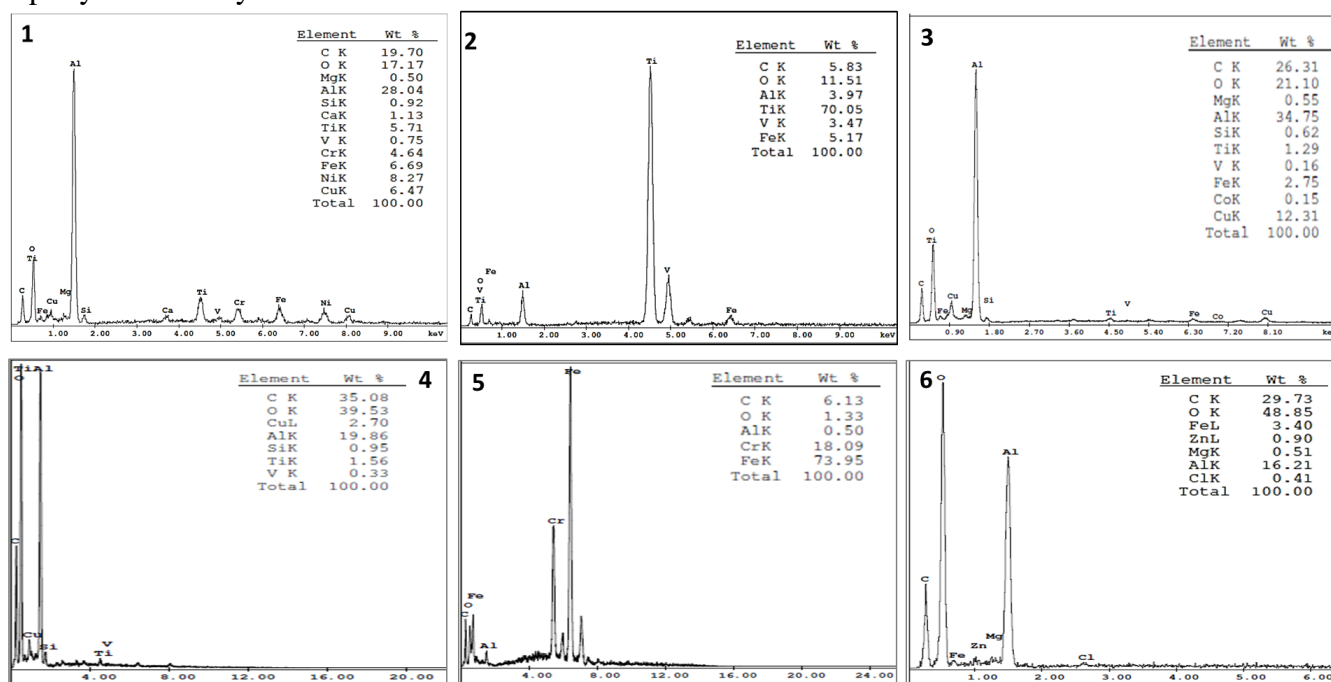 1
Element Wt %
C K 19.70
O K 17.17
MgK 0.50
AlK 28.04
SiK 0.92
CaK 1.13
TiK 5.71
V K 0.75
CrK 4.64
FeK 6.69
NiK 8.27
CuK 6.47
Total 100.00
Al
O
Ti
C
Fe
Cu
Mg
Si
Ca
Ti
V
Cr
Fe
Ni
Cu
1.00 2.00 3.00 4.00 5.00 6.00 7.00 8.00 9.00 keV
2
Element Wt %
C K 5.83
O K 11.51
AlK 3.97
TiK 70.05
V K 3.47
FeK 5.17
Total 100.00
Ti
O
V
Ti
Fe
C
Al
V
Fe
1.00 2.00 3.00 4.00 5.00 6.00 7.00 8.00 9.00
3
Element Wt %
C K 26.31
O K 21.10
MgK 0.55
AlK 34.75
SiK 0.62
TiK 1.29
V K 0.16
FeK 2.75
CoK 0.15
CuK 12.31
Total 100.00
Al
O
Ti
C
Cu
Fe
Mg
Si
Ti
V
Fe
Co
Cu
0.90 1.80 2.70 3.60 4.50 5.40 6.30 7.20 8.10 ke
4
Element Wt %
C K 35.08
O K 39.53
CuL 2.70
AlK 19.86
SiK 0.95
TiK 1.56
V K 0.33
Total 100.00
TiAl
O
C
Cu
Si
V
Ti
4.00 8.00 12.00 16.00 20.00
5
Element Wt %
C K 6.13
O K 1.33
AlK 0.50
CrK 18.09
FeK 73.95
Total 100.00
Fe
Cr
Fe
O
C
Al
4.00 8.00 12.00 16.00 20.00 24.00
6
Element Wt %
C K 29.73
O K 48.85
FeL 3.40
ZnL 0.90
MgK 0.51
AlK 16.21
ClK 0.41
Total 100.00
O
Al
C
Fe
Zn
Mg
Cl
1.00 2.00 3.00 4.00 5.00 6.0